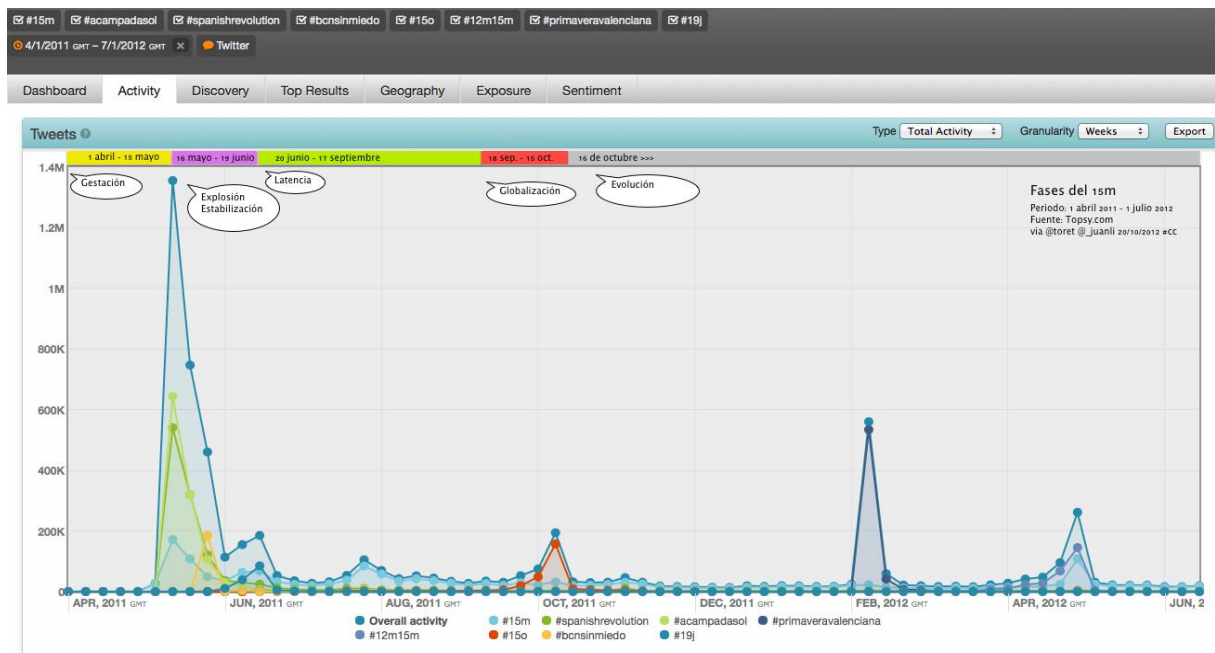 #15m #acampadasol #spanishrevolution #bcnsinmiedo #15o #12m15m #primaveravalenciana #19j
4/1/2011 GMT – 7/1/2012 GMT × Twitter
Dashboard Activity Discovery Top Results Geography Exposure Sentiment
Tweets ? Type Total Activity Granularity Weeks Export
1 abril - 15 mayo 16 mayo - 19 junio 20 junio - 17 septiembre 18 sep. - 15 oct. 16 de octubre >>>
1.4M
Gestación
Explosión
Estabilización
Latencia
Globalización
Evolución
Fases del 15m
Periodo: 1 abril 2011 - 1 julio 2012
Fuente: Topsy.com
via @toret @_juanli 20/10/2012 #CC
1.2M
1M
800K
600K
400K
200K
0
APR, 2011 GMT JUN, 2011 GMT AUG, 2011 GMT OCT, 2011 GMT DEC, 2011 GMT FEB, 2012 GMT APR, 2012 GMT JUN, 2
Overall activity #15m #spanishrevolution #acampadasol #primaveravalenciana
#12m15m #15o #bcnsinmiedo #19j